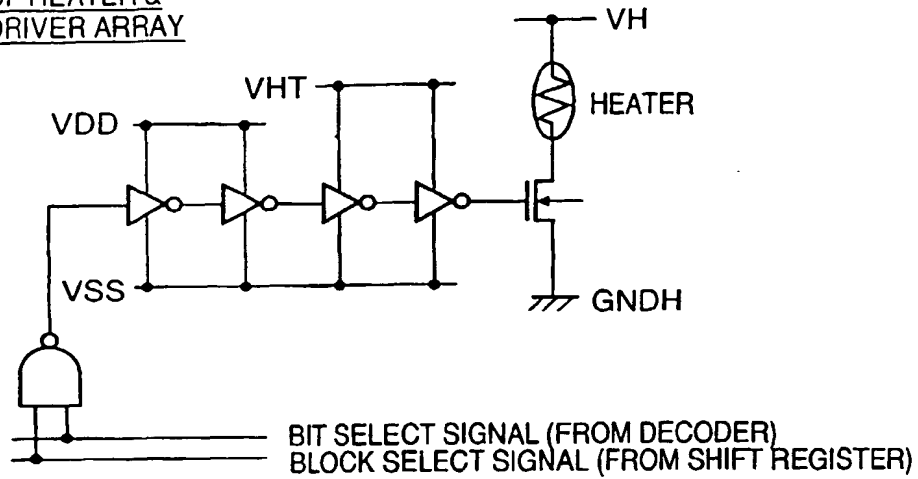 OF HEATER &
DRIVER ARRAY
VH
VHT
HEATER
VDD
VSS
GNDH
BIT SELECT SIGNAL (FROM DECODER)
BLOCK SELECT SIGNAL (FROM SHIFT REGISTER)